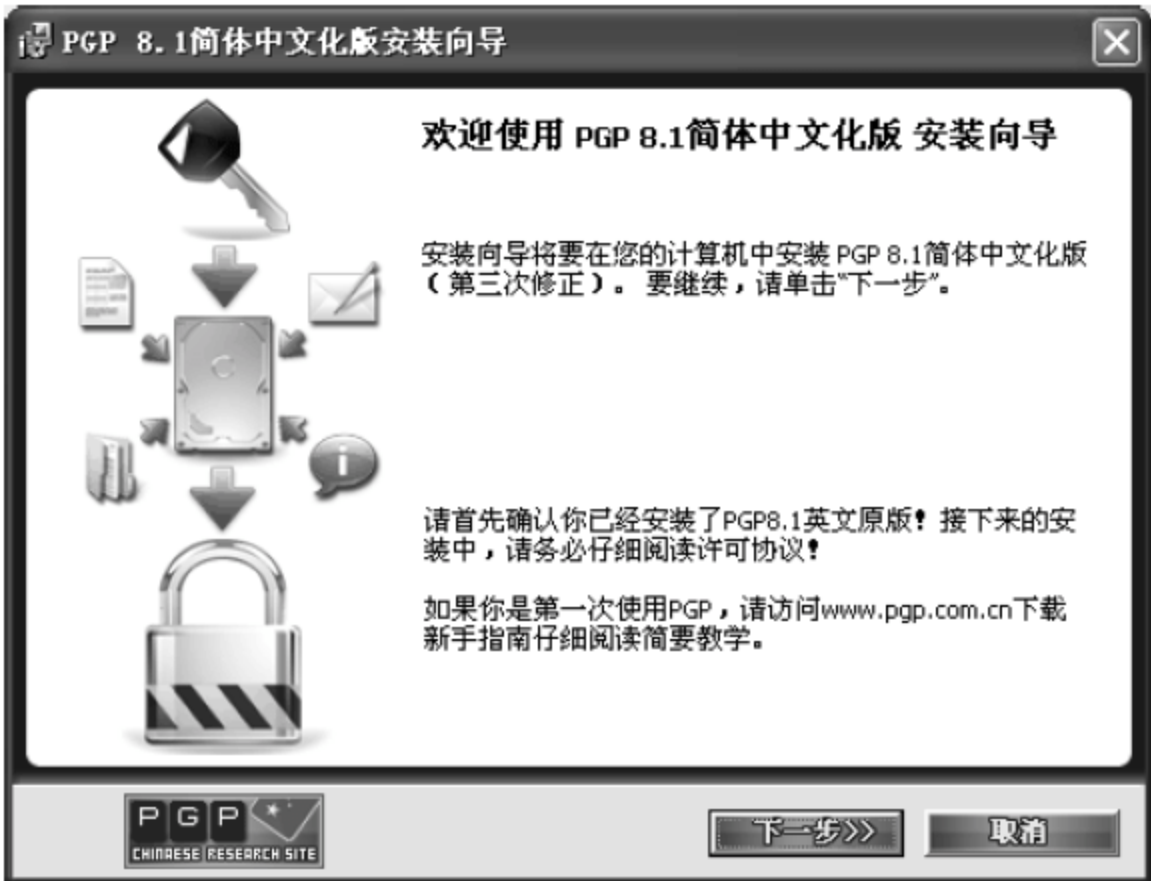 PGP 8.1简体中文化版安装向导
欢迎使用 PGP 8.1简体中文化版 安装向导
安装向导将要在您的计算机中安装 PGP 8.1简体中文化版
（第三次修正）。 要继续，请单击“下一步”。
请首先确认你已经安装了PGP8.1英文原版！接下来的安
装中，请务必仔细阅读许可协议！
如果你是第一次使用PGP，请访问www.pgp.com.cn下载
新手指南仔细阅读简要教学。
PGP
CHINAESE RESEARCH SITE
下一步>>
取消